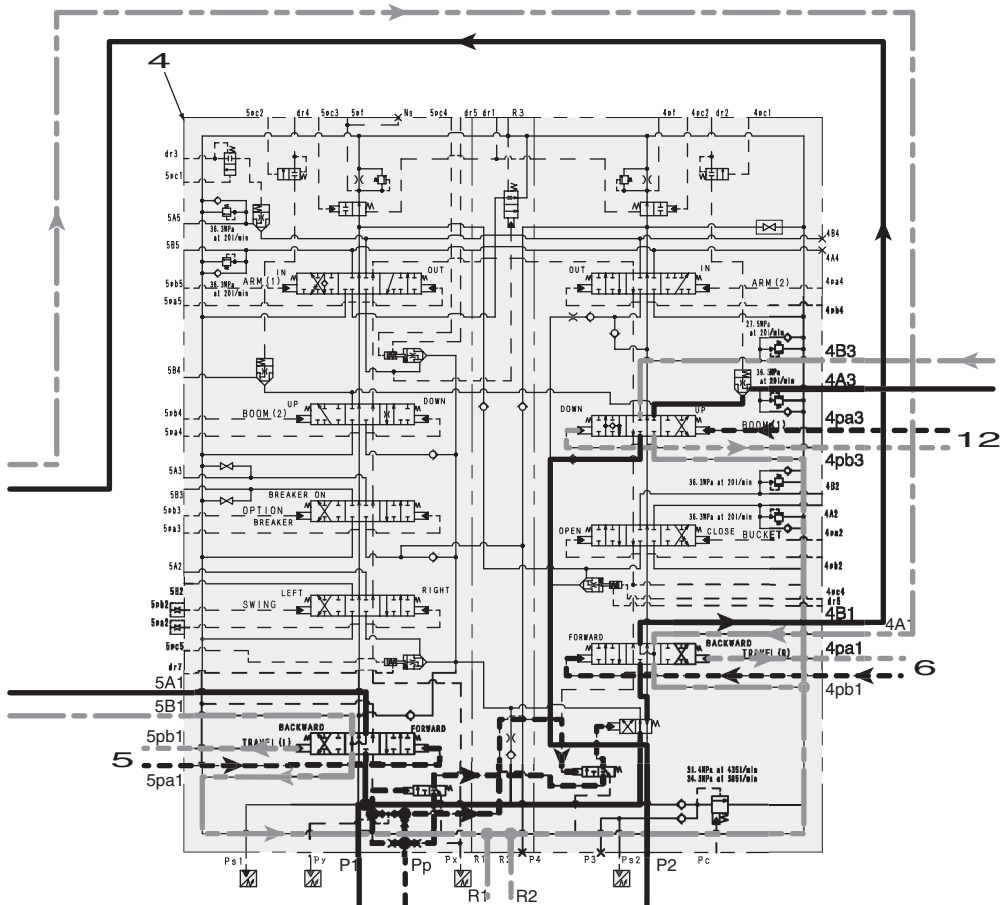 4
5pc2 dr4 5pc3 5pf Ns 5pc4 dr5 dr1 R3 4pf 4pc2 dr2 4pc1
dr3
5pc1
5A5
36.3MPa
at 20l/min
4B4
5B5
4A4
36.3MPa
at 20l/min
IN OUT OUT IN
5pb5 ARM(1) ARM(2) 4pa4
5pa5
4pb4
27.5MPa
at 20l/min
4B3
5B4
36.3MPa
at 20l/min
4A3
UP DOWN DOWN UP
5pb4 BOOM(2) BOOM(1) 4pa3
5pa4
12
4pb3
5A3
36.3MPa at 20l/min
4B2
5B3
BREAKER ON
36.3MPa at 20l/min
4A2
5pb3 OPTION
BREAKER
OPEN CLOSE
BUCKET
4pa2
5pa3
5A2
4pb2
5B2
4pc4
dr6
LEFT RIGHT
5pb2 SWING
4B1
5pa2
4A1
5pc5
FORWARD BACKWARD
TRAVEL(R)
4pa1
dr7
6
5A1
4pb1
5B1
BACKWARD FORWARD
5pb1 TRAVEL(L)
5
5pa1
31.4MPa at 435l/min
34.3MPa at 385l/min
Ps1 Py P1 Pp Px R1 R2 P4 P3 Ps2 P2 Pc
R1 R2